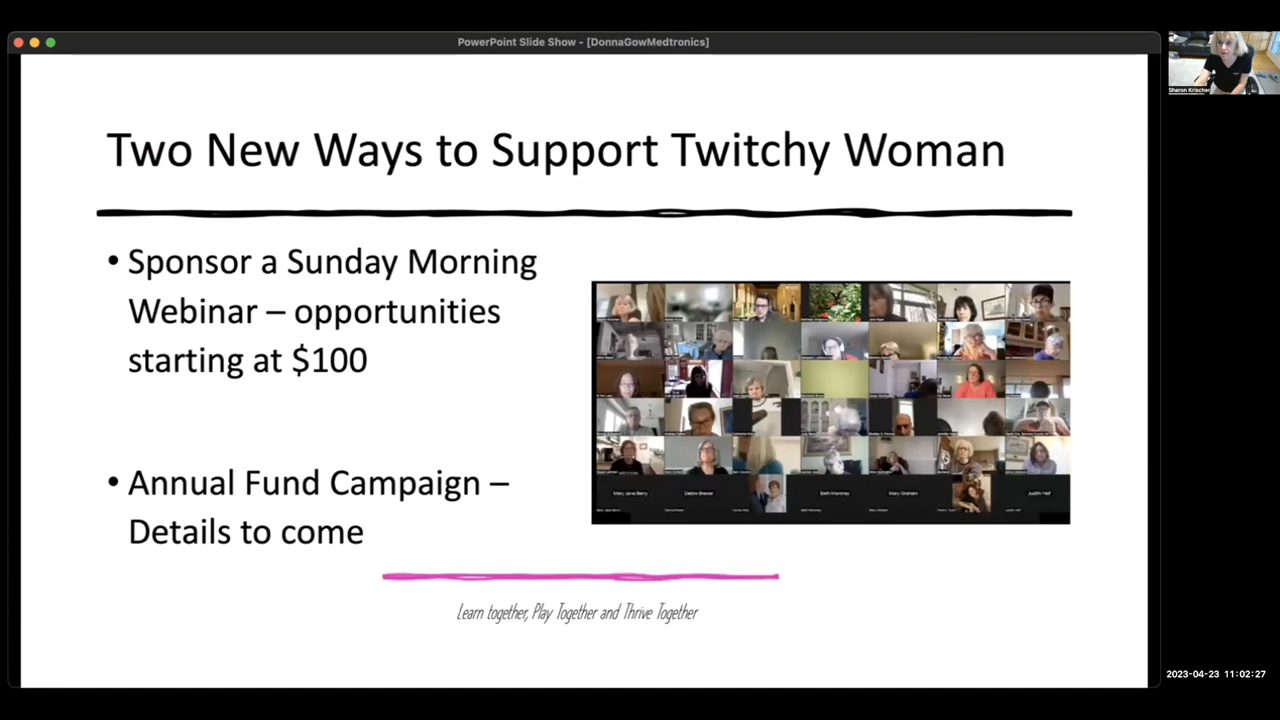 PowerPoint Slide Show - [DonnaGowMedtronics]
Sharon Krischer
Two New Ways to Support Twitchy Woman
• Sponsor a Sunday Morning
Webinar – opportunities
starting at $100
• Annual Fund Campaign –
Details to come
Mary Jane Berry
Debra Brewer
Beth Maroney
Mary Graham
Judith Half
Learn together, Play Together and Thrive Together
2023-04-23 11:02:27